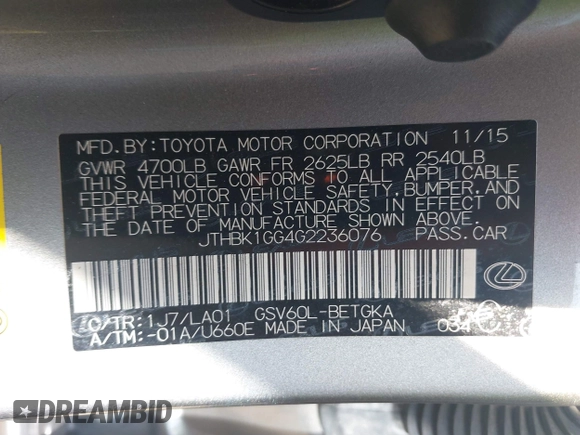 MFD.BY:TOYOTA MOTOR CORPORATION 11/15
GVWR 4700LB GAWR FR 2625LB RR 2540LB
THIS VEHICLE CONFORMS TO ALL APPLICABLE
FEDERAL MOTOR VEHICLE SAFETY,BUMPER,AND
THEFT PREVENTION STANDARDS IN EFFECT ON
THE DATE OF MANUFACTURE SHOWN ABOVE.
JTHBK1GG4G2236076 PASS.CAR
C/TR:1J7/LA01 GSV60L-BETGKA
A/TM:-01A/U660E MADE IN JAPAN 034
DREAMBID